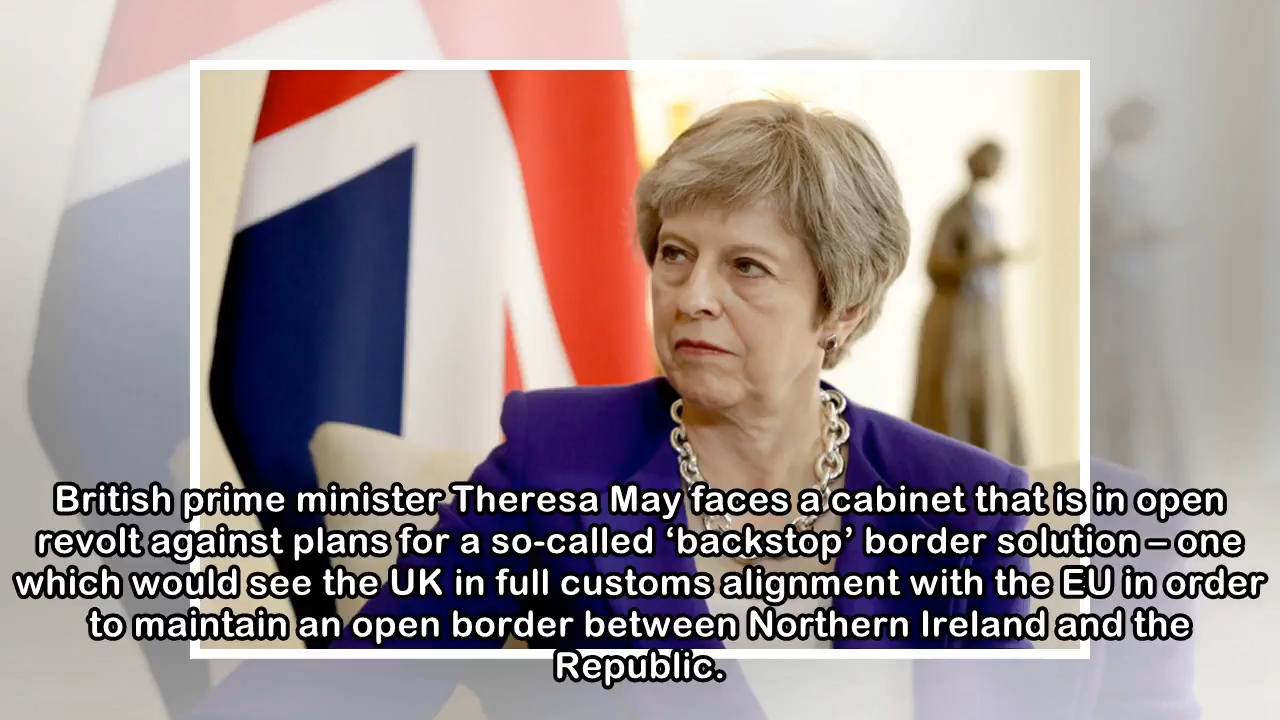 British prime minister Theresa May faces a cabinet that is in open
revolt against plans for a so-called ‘backstop’ border solution – one
which would see the UK in full customs alignment with the EU in order
to maintain an open border between Northern Ireland and the
Republic.